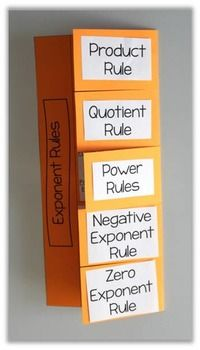 Exponent Rules
Product
Rule
Quotient
Rule
Power
Rules
Negative
Exponent
Rule
Zero
Exponent
Rule